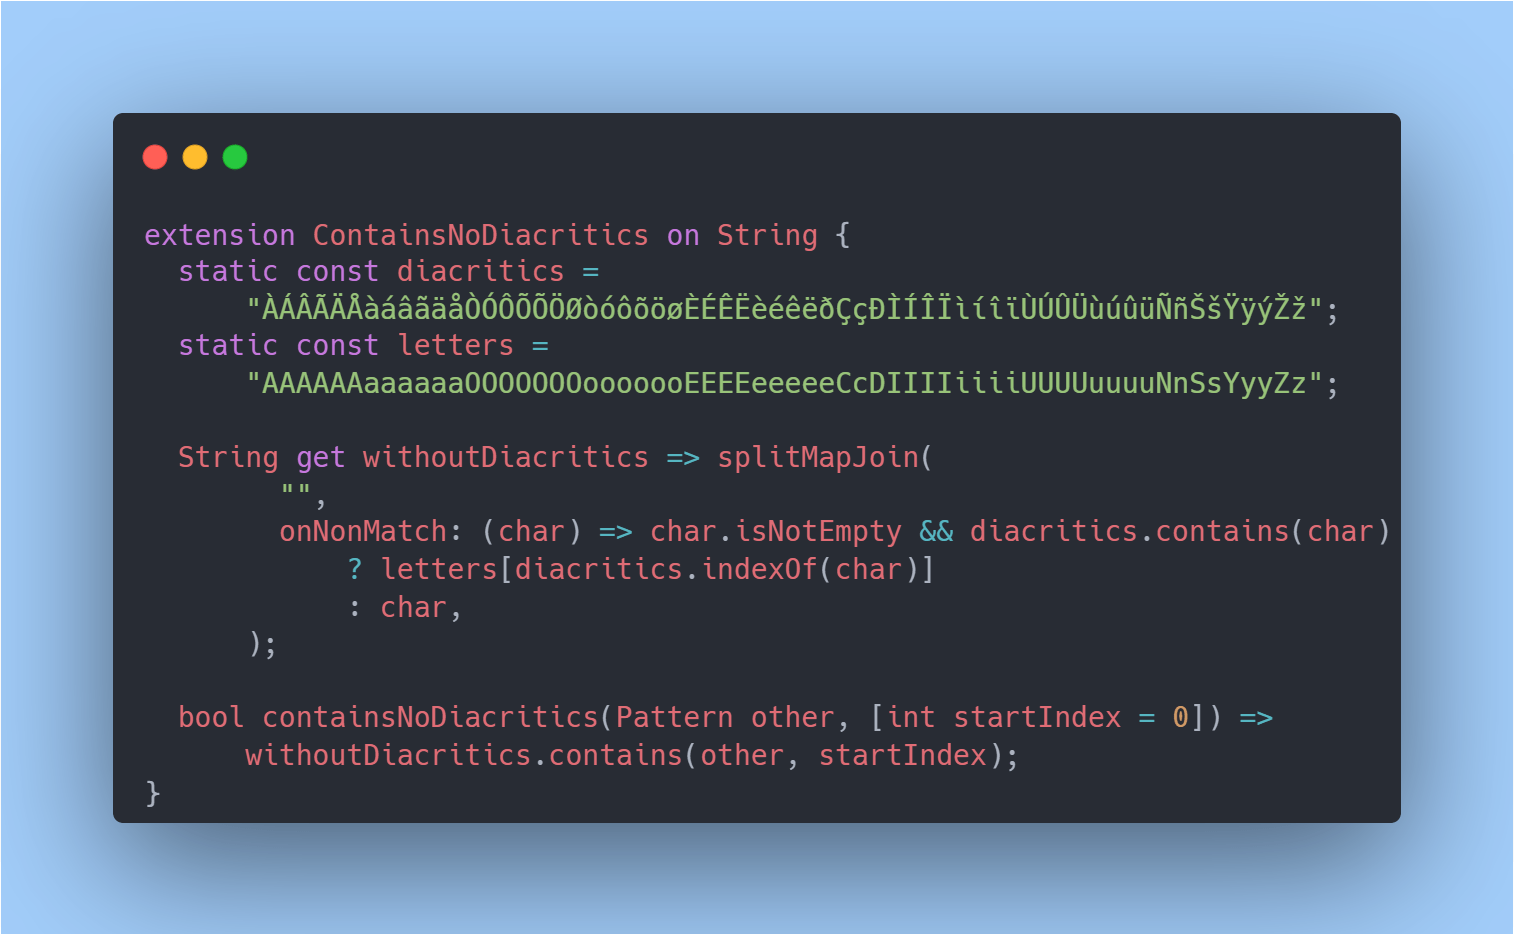 extension ContainsNoDiacritics on String {
  static const diacritics =
      "ÀÁÂÃÄÅàáâãäåÒÓÔÕÕÖØòóôõöøÈÉÊËèéêëðÇçÐÌÍÎÏìíîïÙÚÛÜùúûüÑñŠšŸÿýŽž";
  static const letters =
      "AAAAAAaaaaaaOOOOOOOooooooEEEEeeeeeCcDIIIIiiiiUUUUuuuuNnSsYyyZz";

  String get withoutDiacritics => splitMapJoin(
        "",
        onNonMatch: (char) => char.isNotEmpty && diacritics.contains(char)
            ? letters[diacritics.indexOf(char)]
            : char,
      );

  bool containsNoDiacritics(Pattern other, [int startIndex = 0]) =>
      withoutDiacritics.contains(other, startIndex);
}